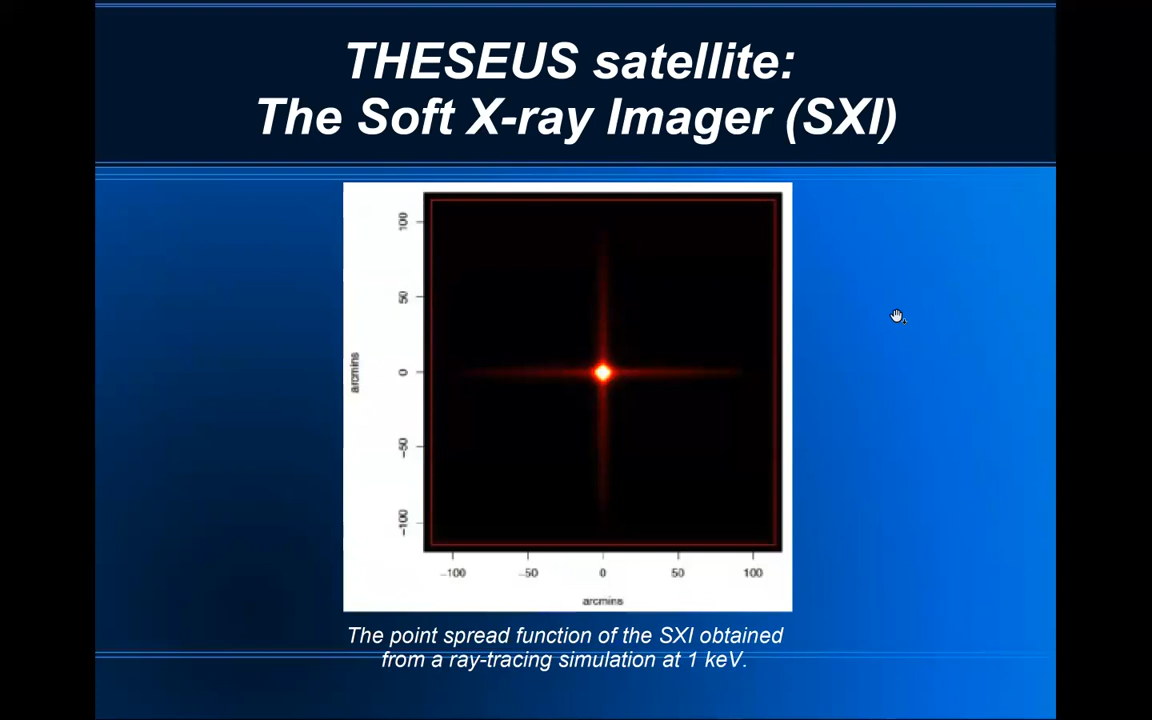 THESEUS satellite:
The Soft X-ray Imager (SXI)
100
50
0
−50
−100
arcmins
−100 −50 0 50 100
arcmins
The point spread function of the SXI obtained
from a ray-tracing simulation at 1 keV.